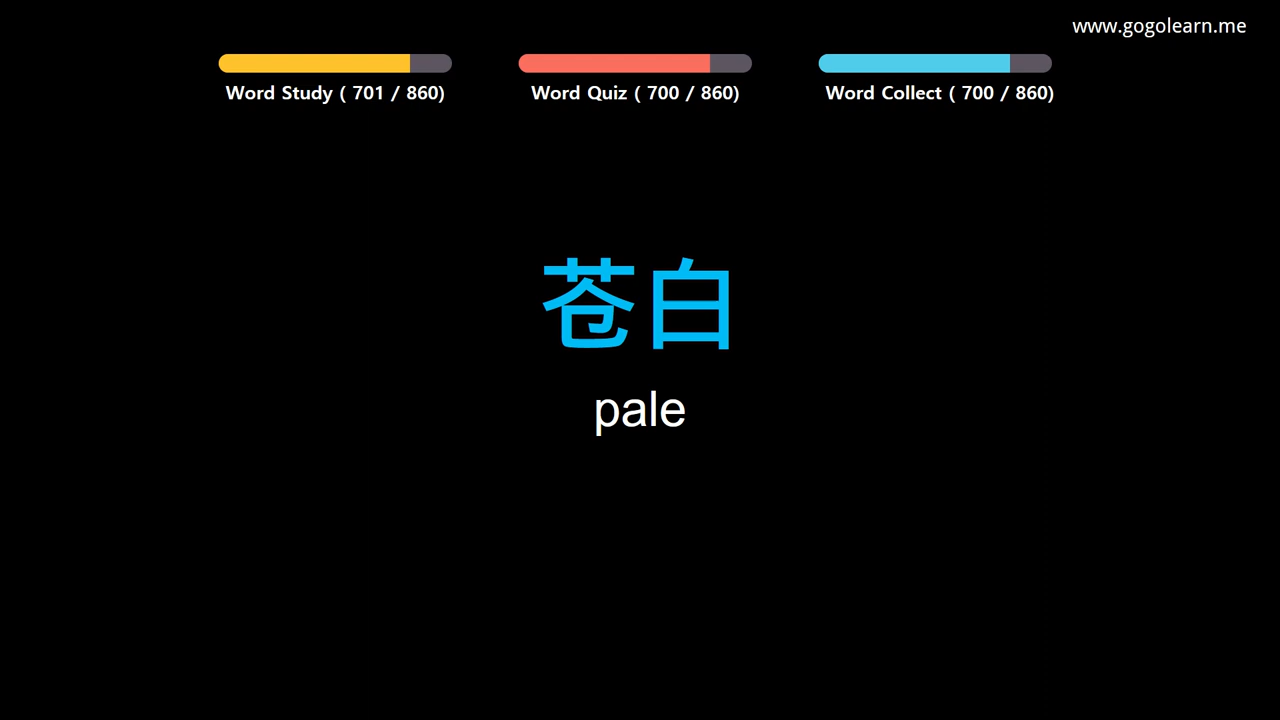 www.gogolearn.me
Word Study ( 701 / 860)
Word Quiz ( 700 / 860)
Word Collect ( 700 / 860)
苍白
pale